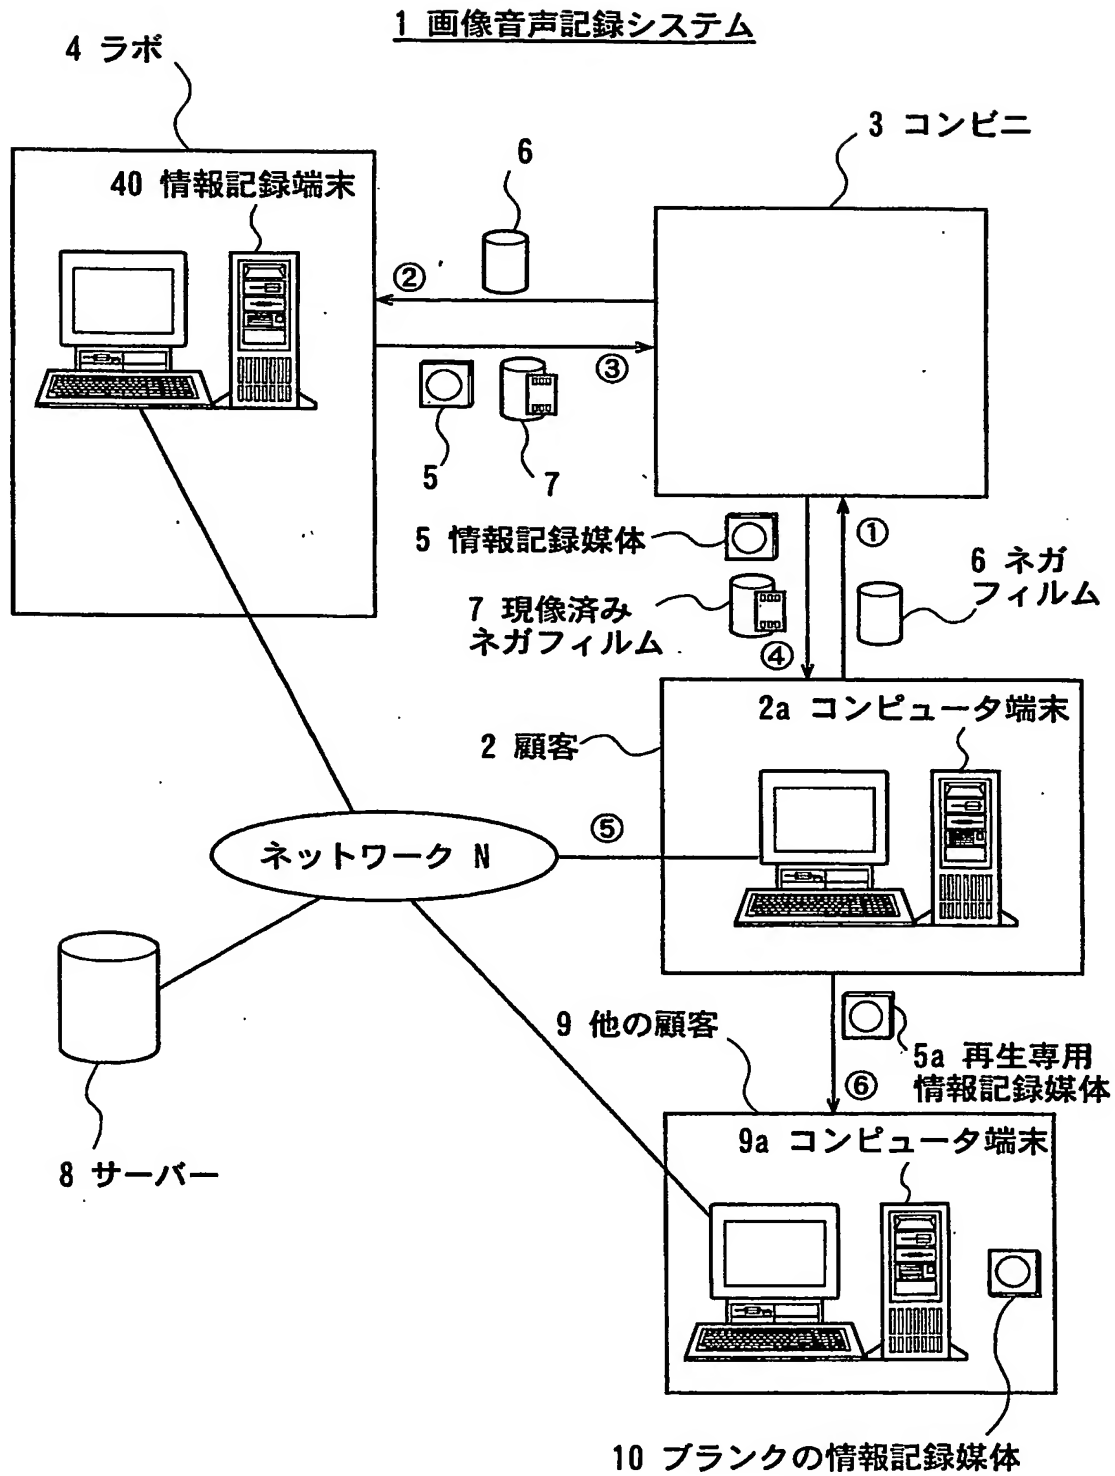 1 画像音声記録システム
4 ラボ
3 コンビニ
6
40 情報記録端末
②
③
5
7
5 情報記録媒体
①
6 ネガ
フィルム
7 現像済み
ネガフィルム
④
2a コンピュータ端末
2 顧客
⑤
ネットワーク N
9 他の顧客
5a 再生専用
情報記録媒体
⑥
9a コンピュータ端末
8 サーバー
10 ブランクの情報記録媒体